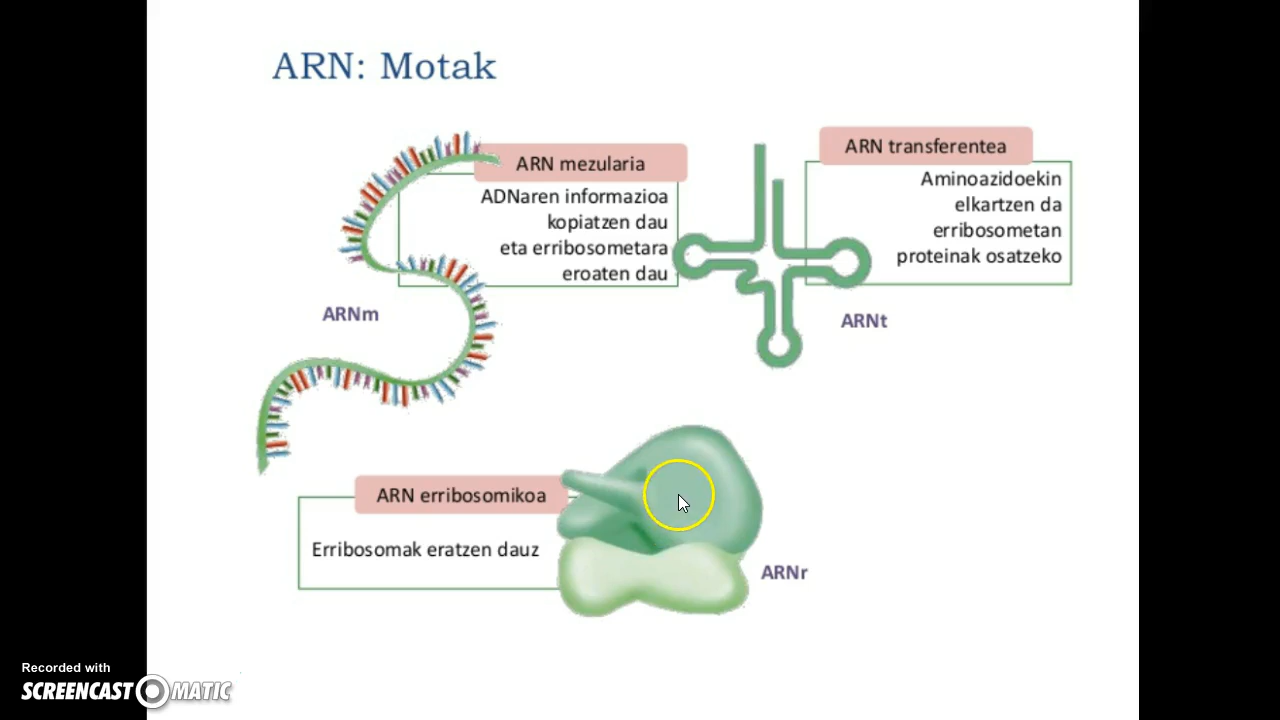 ARN: Motak
ARN mezularia
ADNaren informazioa
kopiatzen dau
eta erribosometara
eroaten dau
ARNm
ARN transferentea
Aminoazidoekin
elkartzen da
erribosometan
proteinak osatzeko
ARNt
ARN erribosomikoa
Erribosomak eratzen dauz
ARNr
Recorded with
SCREENCAST MATIC